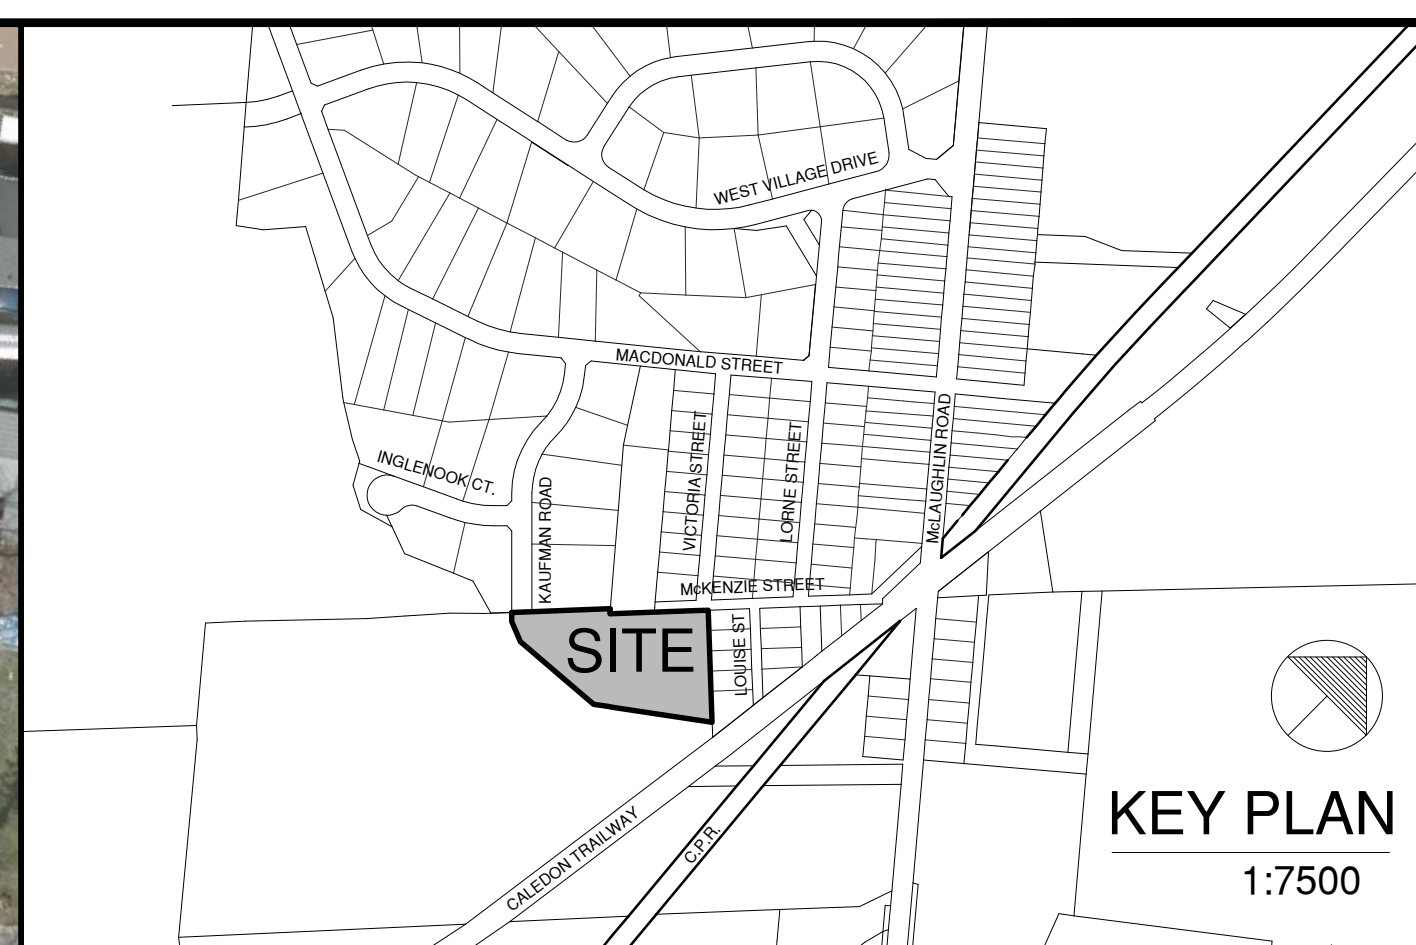 WEST VILLAGE DRIVE
MACDONALD STREET
McLAUGHLIN ROAD
VICTORIA STREET
LORNE STREET
INGLENOOK CT.
KAUFMAN ROAD
McKENZIE STREET
SITE
LOUISE ST
KEY PLAN
1:7500
CALEDON TRAILWAY
C.P.R.